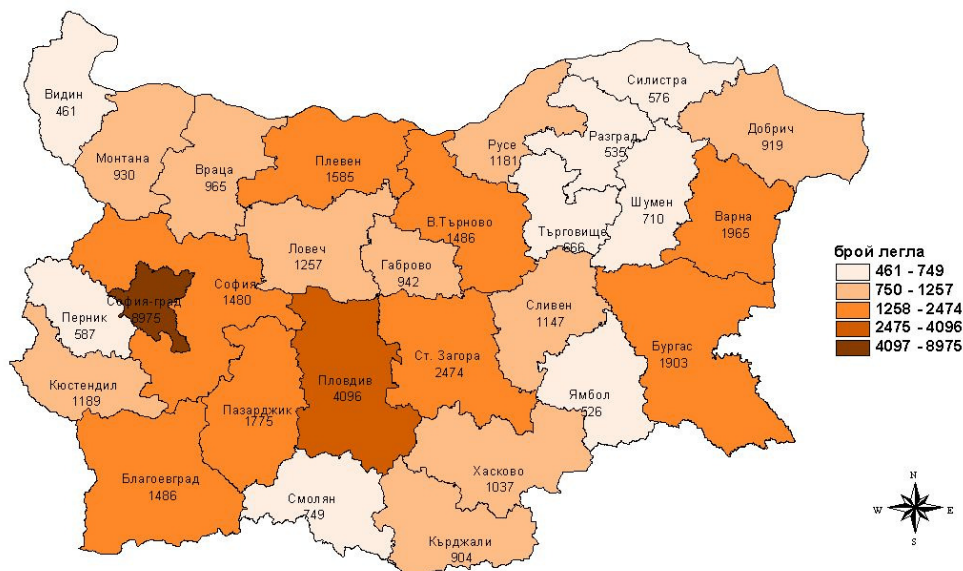 Видин
461
Монтана
930
Враца
965
Плевен
1585
В.Търново
1486
Русе
1181
Силистра
576
Разград
535
Добрич
919
Шумен
710
Търговище
666
Варна
1965
Ловеч
1257
Габрово
942
София
1480
София-град
8975
Перник
587
Кюстендил
1189
Сливен
1147
Бургас
1903
Ст. Загора
2474
Пловдив
4096
Пазарджик
1775
Ямбол
526
Благоевград
1486
Смолян
749
Хасково
1037
Кърджали
904
брой легла
461 - 749
750 - 1257
1258 - 2474
2475 - 4096
4097 - 8975
N
W E
S